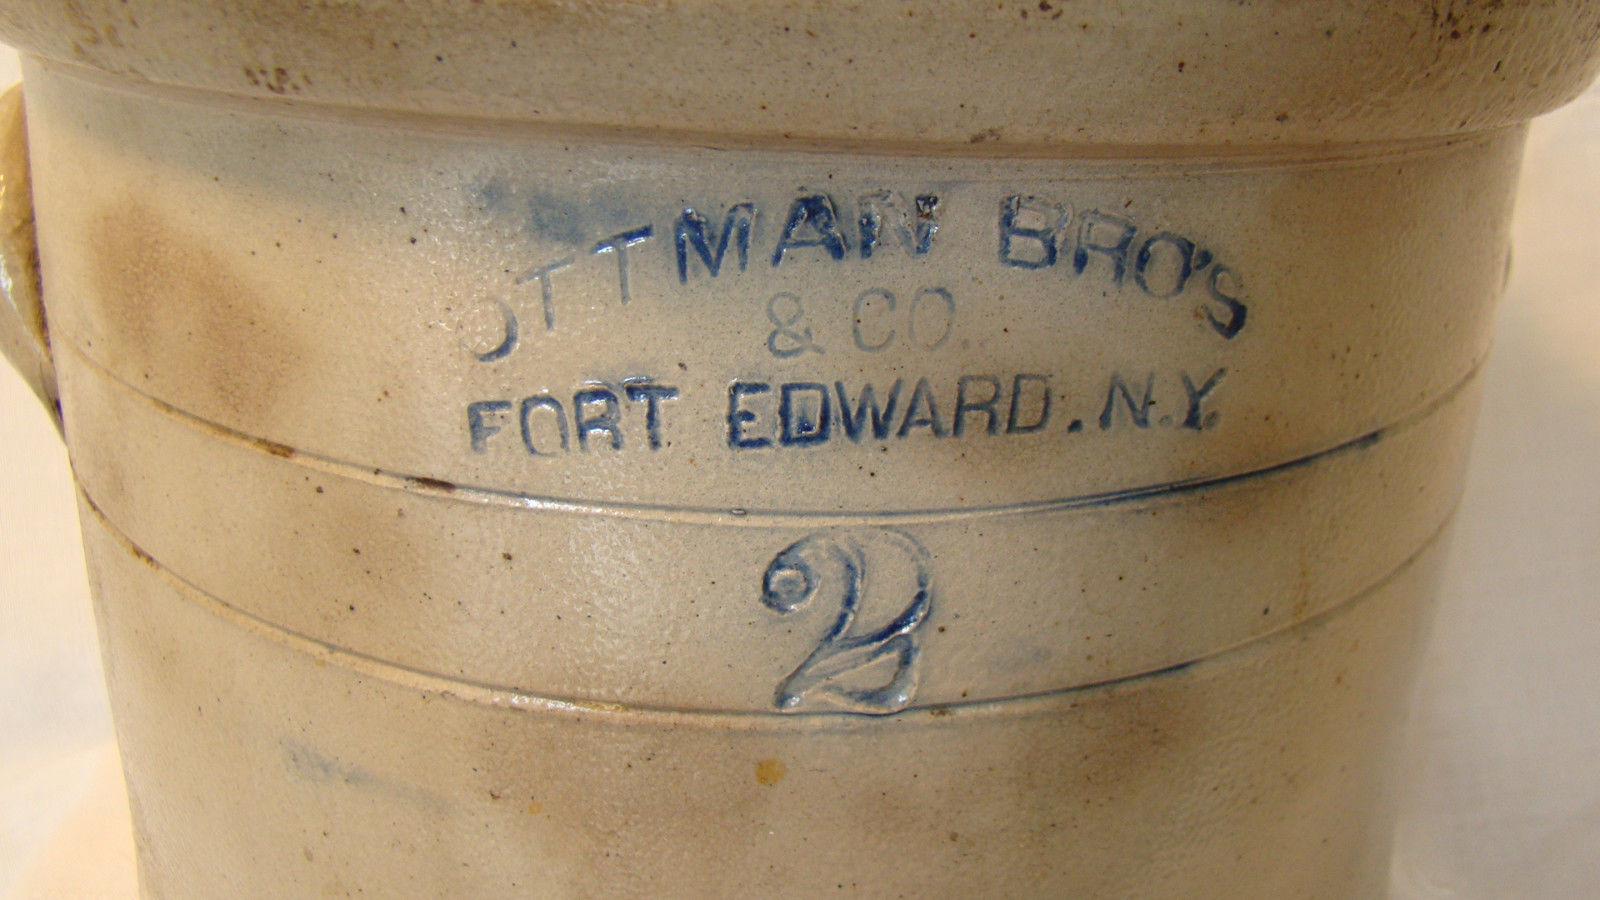 OTTMAN BRO'S
& CO.
FORT EDWARD. N.Y.
2